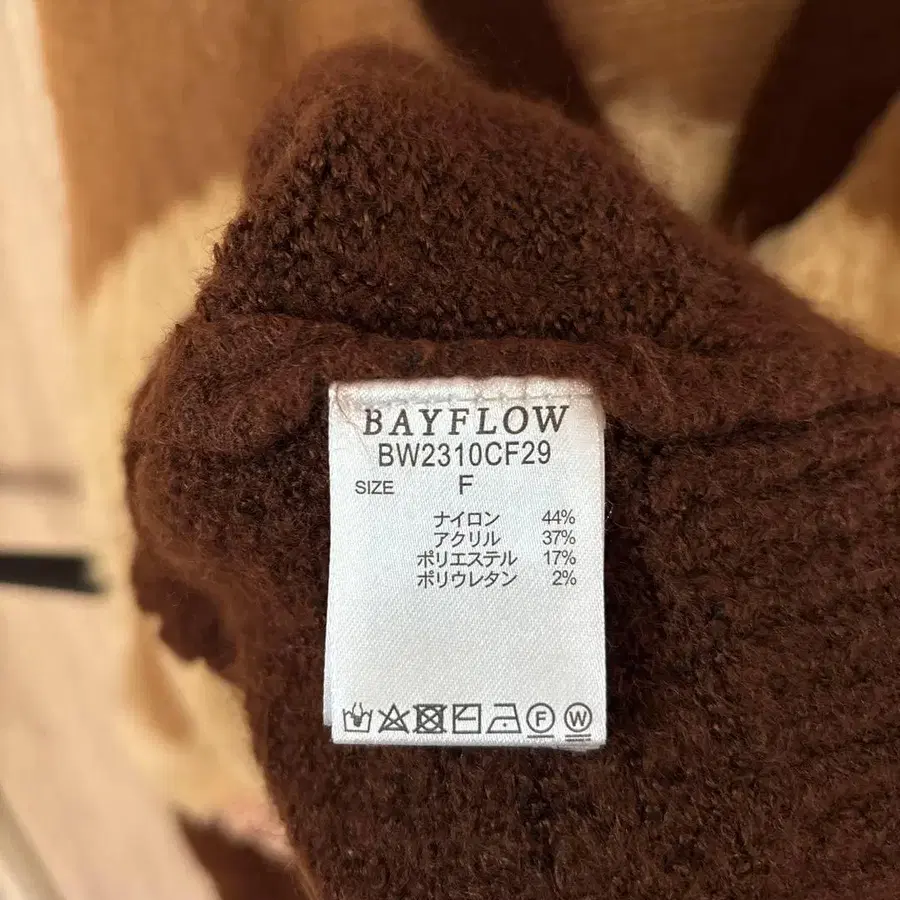 BAYFLOW
BW2310CF29
SIZE F
ナイロン 44%
アクリル 37%
ポリエステル 17%
ポリウレタン 2%
F W